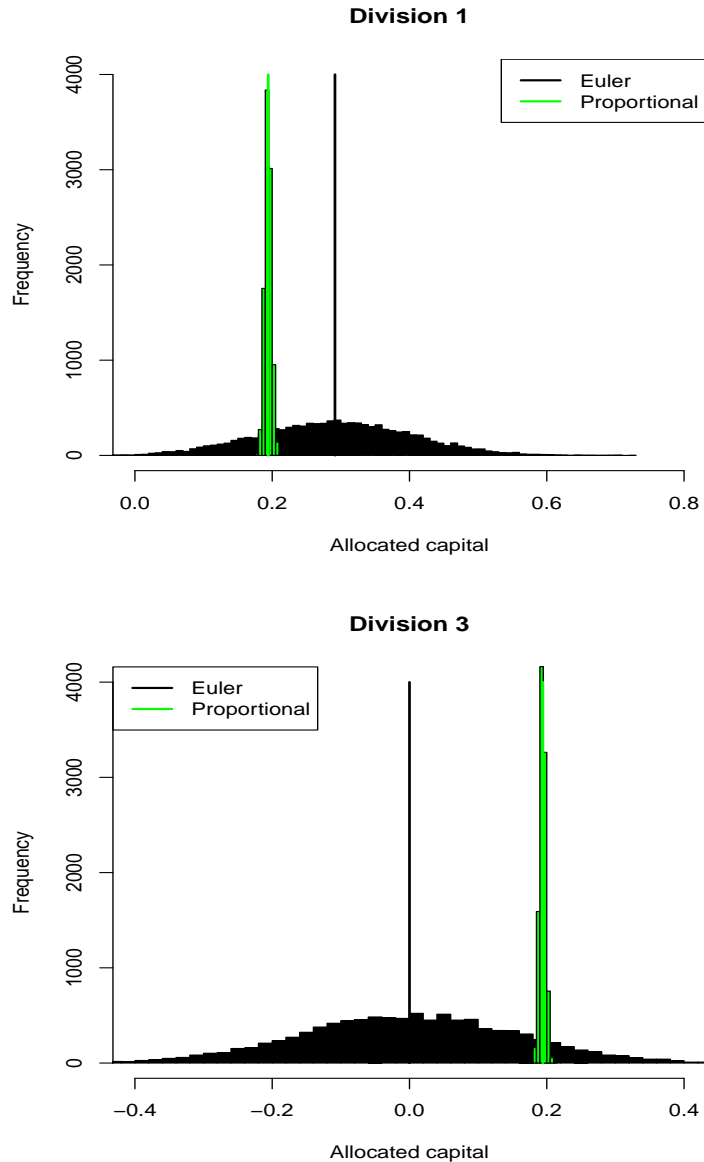 Division 1
Euler
Proportional
Frequency
4000
3000
2000
1000
0
0.0 0.2 0.4 0.6 0.8
Allocated capital
Division 3
Euler
Proportional
Frequency
4000
3000
2000
1000
0
−0.4 −0.2 0.0 0.2 0.4
Allocated capital